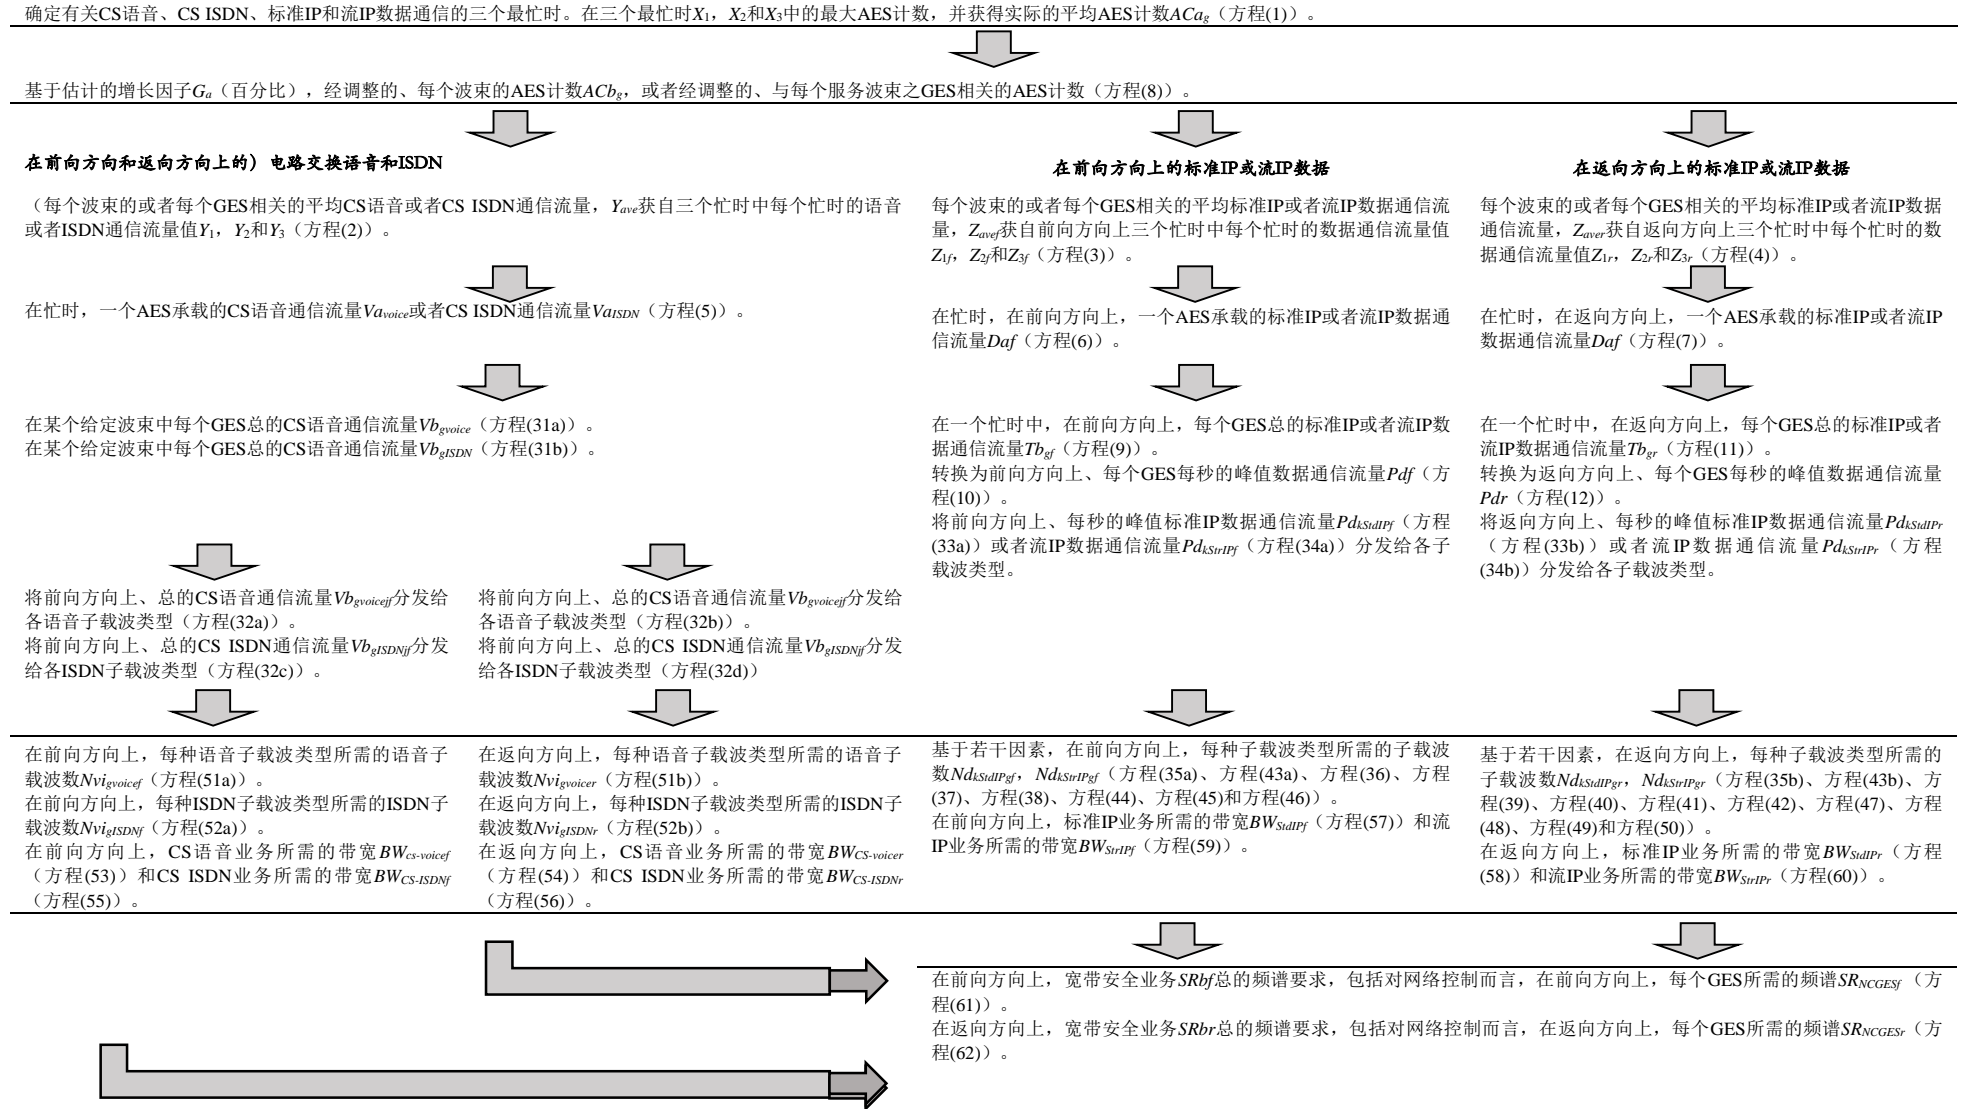 确定有关CS语音、CS ISDN、标准IP和流IP数据通信的三个最忙时。在三个最忙时X1，X2和X3中的最大AES计数，并获得实际的平均AES计数ACag（方程(1)）。
基于估计的增长因子Ga（百分比），经调整的、每个波束的AES计数ACbg，或者经调整的、与每个服务波束之GES相关的AES计数（方程(8)）。
在前向方向和返向方向上的）电路交换语音和ISDN
（每个波束的或者每个GES相关的平均CS语音或者CS ISDN通信流量，Yave获自三个忙时中每个忙时的语音
或者ISDN通信流量值Y1，Y2和Y3（方程(2)）。
在忙时，一个AES承载的CS语音通信流量Vavoice或者CS ISDN通信流量VaISDN（方程(5)）。
在某个给定波束中每个GES总的CS语音通信流量Vbgvoice（方程(31a)）。
在某个给定波束中每个GES总的CS语音通信流量VbgISDN（方程(31b)）。
将前向方向上、总的CS语音通信流量Vbgvoicejf分发给
各语音子载波类型（方程(32a)）。
将前向方向上、总的CS ISDN通信流量VbgISDNjf分发
给各ISDN子载波类型（方程(32c)）。
将前向方向上、总的CS语音通信流量Vbgvoicejf分发给
各语音子载波类型（方程(32b)）。
将前向方向上、总的CS ISDN通信流量VbgISDNjf分发
给各ISDN子载波类型（方程(32d)）
在前向方向上的标准IP或流IP数据
每个波束的或者每个GES相关的平均标准IP或者流IP数据通信流
量，Zavef获自前向方向上三个忙时中每个忙时的数据通信流量值
Z1f，Z2f和Z3f（方程(3)）。
在忙时，在前向方向上，一个AES承载的标准IP或者流IP数据通
信流量Daf（方程(6)）。
在一个忙时中，在前向方向上，每个GES总的标准IP或者流IP数
据通信流量Tbgf（方程(9)）。
转换为前向方向上、每个GES每秒的峰值数据通信流量Pdf（方
程(10)）。
将前向方向上、每秒的峰值标准IP数据通信流量PdkStdIPf（方程
(33a)）或者流IP数据通信流量PdkStrIPf（方程(34a)）分发给各子
载波类型。
在返向方向上的标准IP或流IP数据
每个波束的或者每个GES相关的平均标准IP或者流IP数据
通信流量，Zaver获自返向方向上三个忙时中每个忙时的数
据通信流量值Z1r，Z2r和Z3r（方程(4)）。
在忙时，在返向方向上，一个AES承载的标准IP或者流IP
数据通信流量Daf（方程(7)）。
在一个忙时中，在返向方向上，每个GES总的标准IP或者
流IP数据通信流量Tbgr（方程(11)）。
转换为返向方向上、每个GES每秒的峰值数据通信流量
Pdr（方程(12)）。
将返向方向上、每秒的峰值标准IP数据通信流量PdkStdIPr
（方程(33b)）或者流IP数据通信流量PdkStrIPr（方程
(34b)）分发给各子载波类型。
在前向方向上，每种语音子载波类型所需的语音子
载波数Nvigvoicef（方程(51a)）。
在前向方向上，每种ISDN子载波类型所需的ISDN子
载波数NvigISDNf（方程(52a)）。
在前向方向上，CS语音业务所需的带宽BWcs-voicef
（方程(53)）和CS ISDN业务所需的带宽BWCS-ISDNf
（方程(55)）。
在返向方向上，每种语音子载波类型所需的语音子
载波数Nvigvoicer（方程(51b)）。
在返向方向上，每种ISDN子载波类型所需的ISDN子
载波数NvigISDNr（方程(52b)）。
在返向方向上，CS语音业务所需的带宽BWCS-voicer
（方程(54)）和CS ISDN业务所需的带宽BWCS-ISDNr
（方程(56)）。
基于若干因素，在前向方向上，每种子载波类型所需的子载波
数NdkStdIPgf，NdkStrIPgf（方程(35a)、方程(43a)、方程(36)、方程
(37)、方程(38)、方程(44)、方程(45)和方程(46)）。
在前向方向上，标准IP业务所需的带宽BWStdIPf（方程(57)）和流
IP业务所需的带宽BWStrIPf（方程(59)）。
基于若干因素，在返向方向上，每种子载波类型所需的
子载波数NdkStdIPgr，NdkStrIPgr（方程(35b)、方程(43b)、方
程(39)、方程(40)、方程(41)、方程(42)、方程(47)、方程
(48)、方程(49)和方程(50)）。
在返向方向上，标准IP业务所需的带宽BWStdIPr（方程
(58)）和流IP业务所需的带宽BWStrIPr（方程(60)）。
在前向方向上，宽带安全业务SRbf总的频谱要求，包括对网络控制而言，在前向方向上，每个GES所需的频谱SRNCGESf（方
程(61)）。
在返向方向上，宽带安全业务SRbr总的频谱要求，包括对网络控制而言，在返向方向上，每个GES所需的频谱SRNCGESr（方
程(62)）。